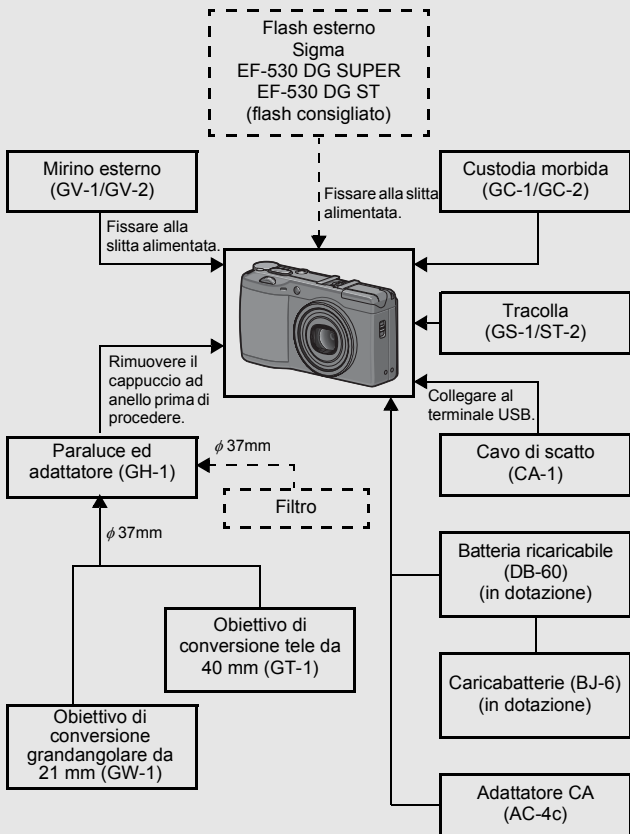 Flash esterno
Sigma
EF-530 DG SUPER
EF-530 DG ST
(flash consigliato)
Mirino esterno
(GV-1/GV-2)
Fissare alla
slitta alimentata.
Fissare alla slitta
alimentata.
Custodia morbida
(GC-1/GC-2)
Tracolla
(GS-1/ST-2)
Rimuovere il
cappuccio ad
anello prima di
procedere.
Collegare al
terminale USB.
Cavo di scatto
(CA-1)
Paraluce ed
adattatore (GH-1)
ϕ 37mm
Filtro
ϕ 37mm
Obiettivo di
conversione tele da
40 mm (GT-1)
Obiettivo di
conversione
grandangolare da
21 mm (GW-1)
Batteria ricaricabile
(DB-60)
(in dotazione)
Caricabatterie (BJ-6)
(in dotazione)
Adattatore CA
(AC-4c)